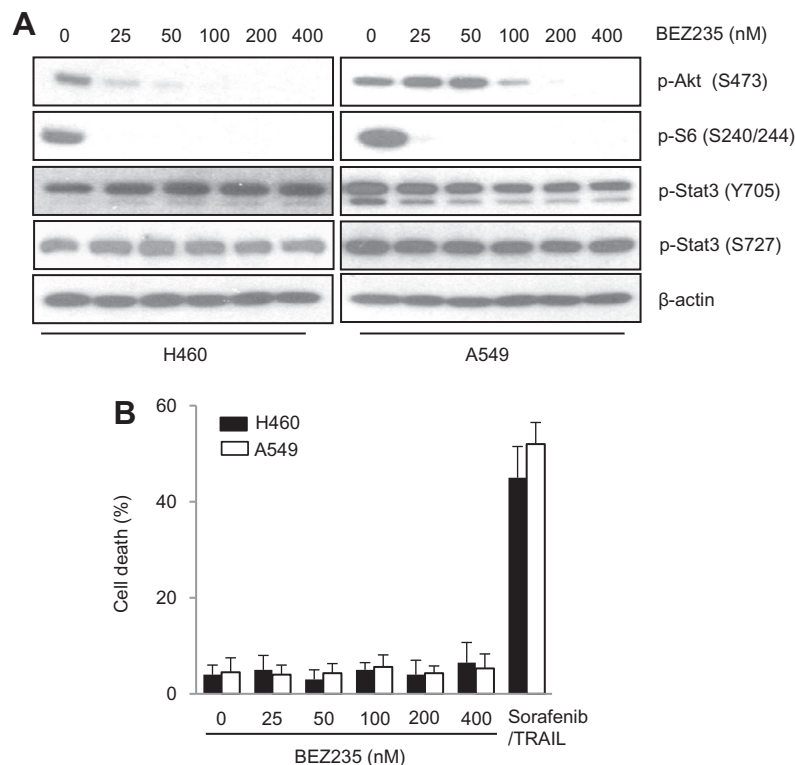 A
0 25 50 100 200 400 0 25 50 100 200 400 BEZ235 (nM)
p-Akt (S473)
p-S6 (S240/244)
p-Stat3 (Y705)
p-Stat3 (S727)
β-actin
H460 A549
B
60
40
20
0
Cell death (%)
H460
A549
0 25 50 100 200 400 Sorafenib
/TRAIL
BEZ235 (nM)